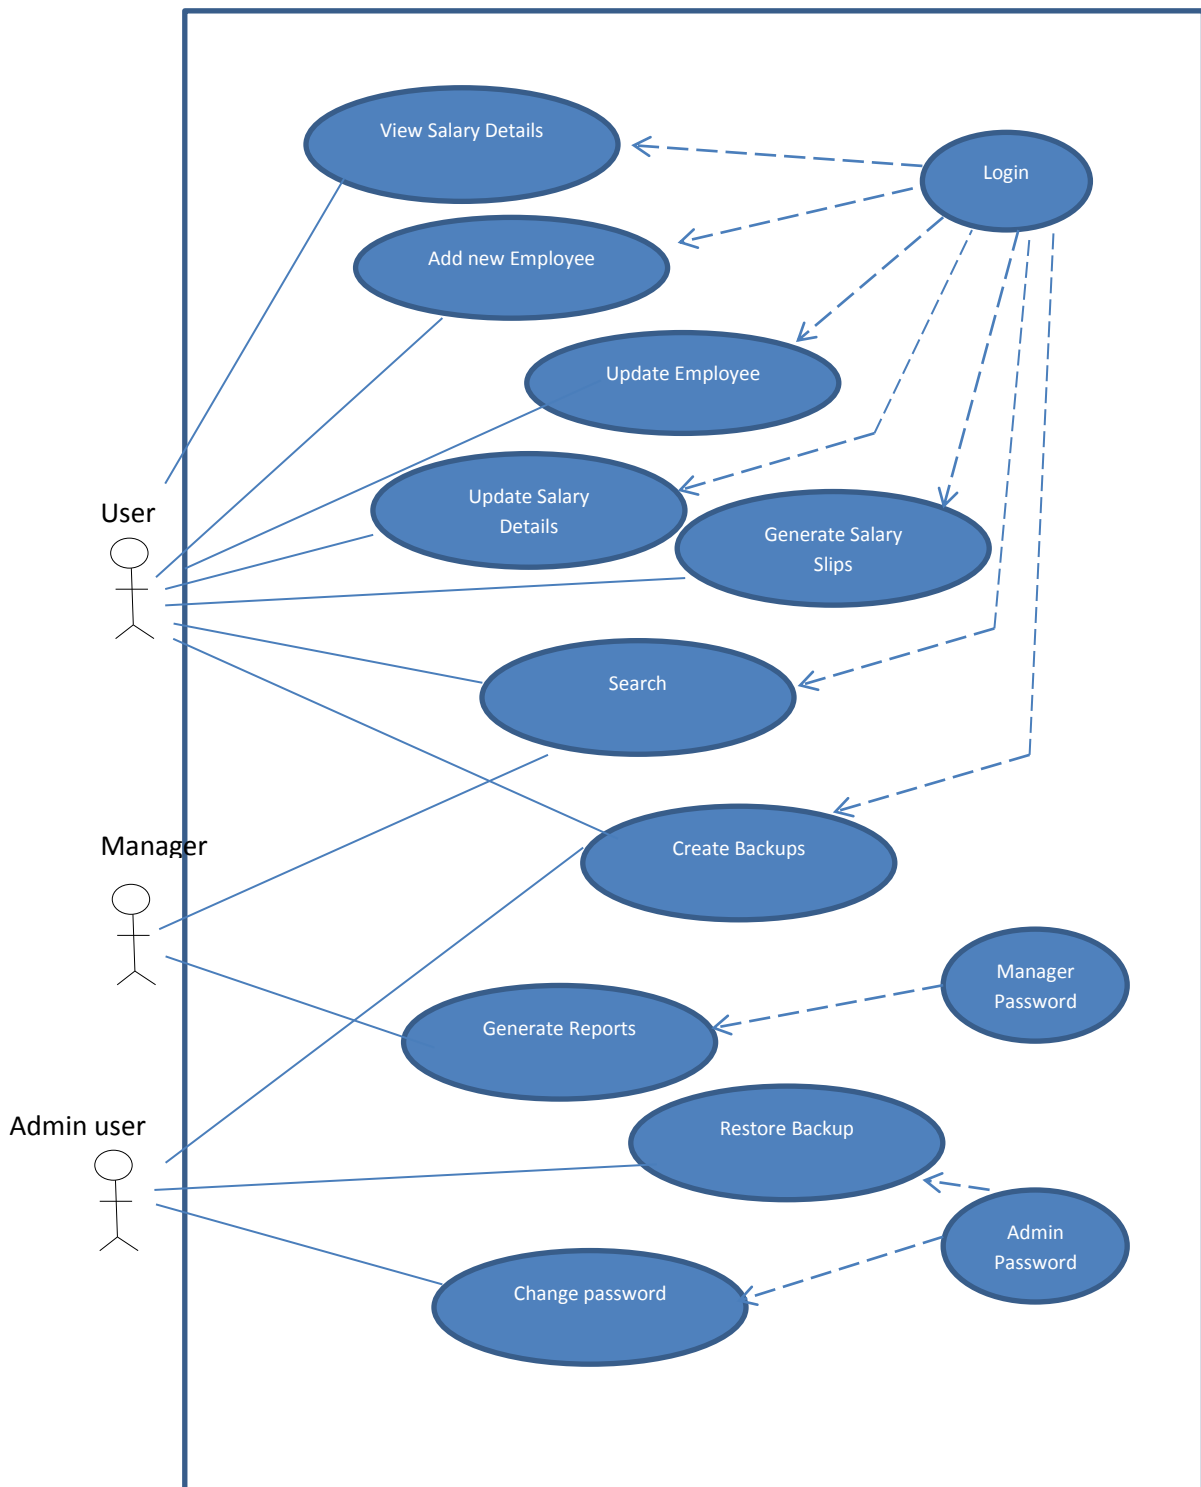 View Salary Details
Login
Add new Employee
Update Employee
Update Salary
Details
User
Generate Salary
Slips
Search
Manager
Create Backups
Manager
Password
Generate Reports
Admin user
Restore Backup
Admin
Password
Change password